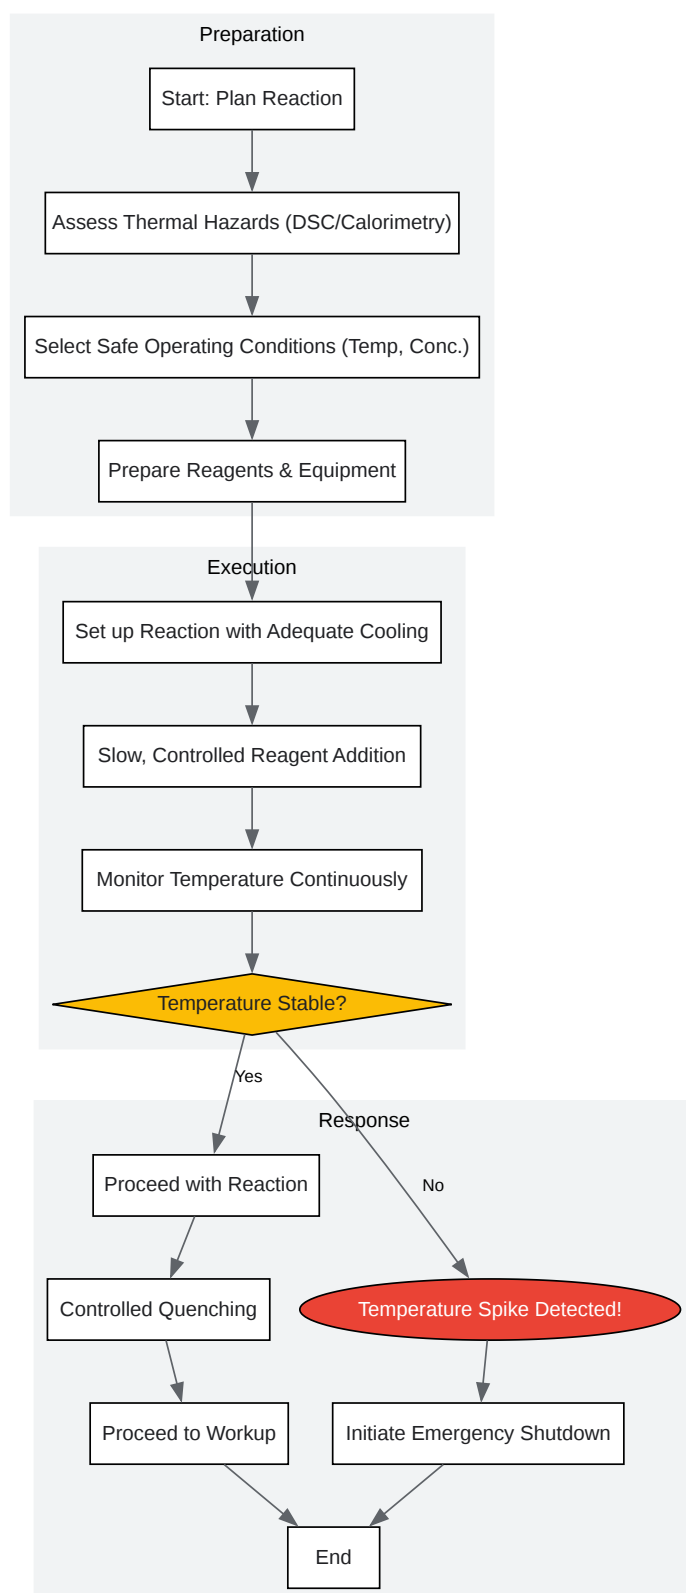 Preparation
Start: Plan Reaction
Assess Thermal Hazards (DSC/Calorimetry)
Select Safe Operating Conditions (Temp, Conc.)
Prepare Reagents & Equipment
Execution
Set up Reaction with Adequate Cooling
Slow, Controlled Reagent Addition
Monitor Temperature Continuously
Temperature Stable?
Yes
Response
Proceed with Reaction
No
Controlled Quenching
Temperature Spike Detected!
Proceed to Workup
Initiate Emergency Shutdown
End